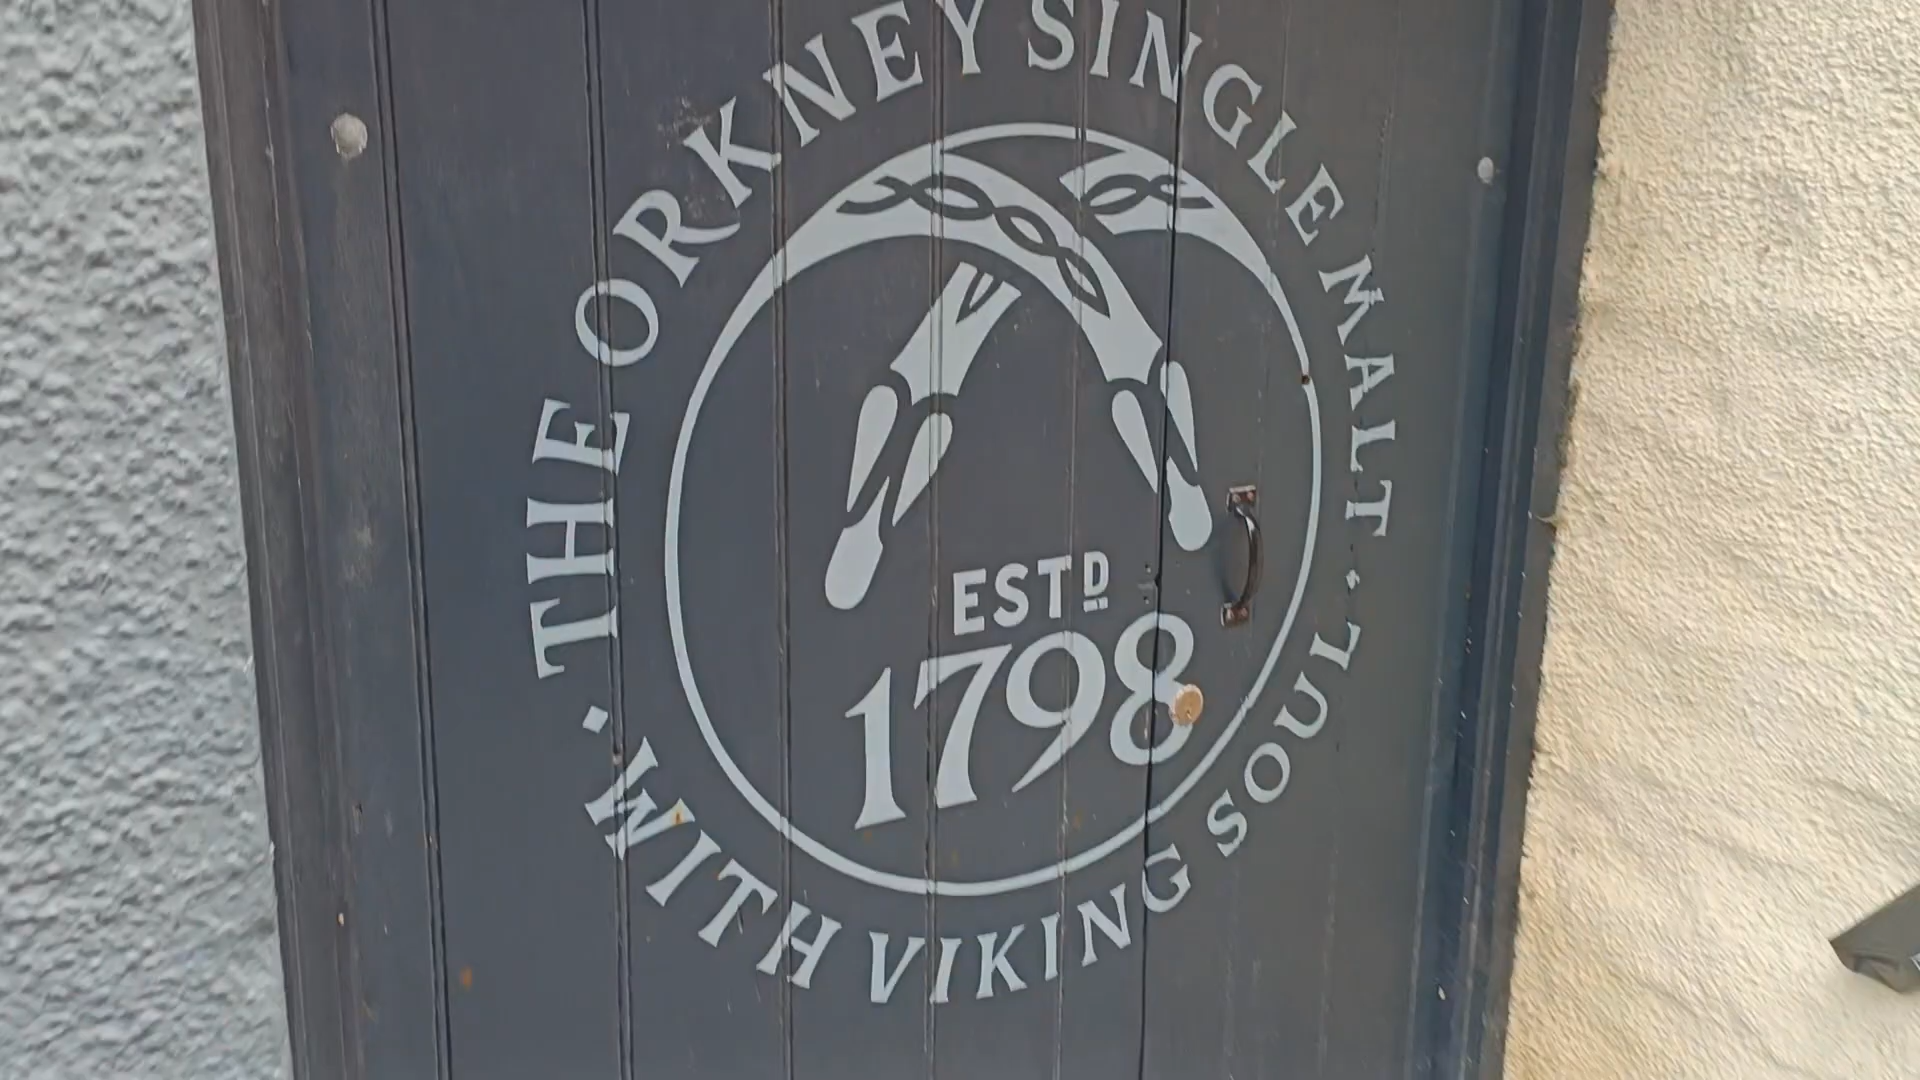 THE ORKNEY SINGLE MALT
ESTD
1798
· WITH VIKING SOUL ·